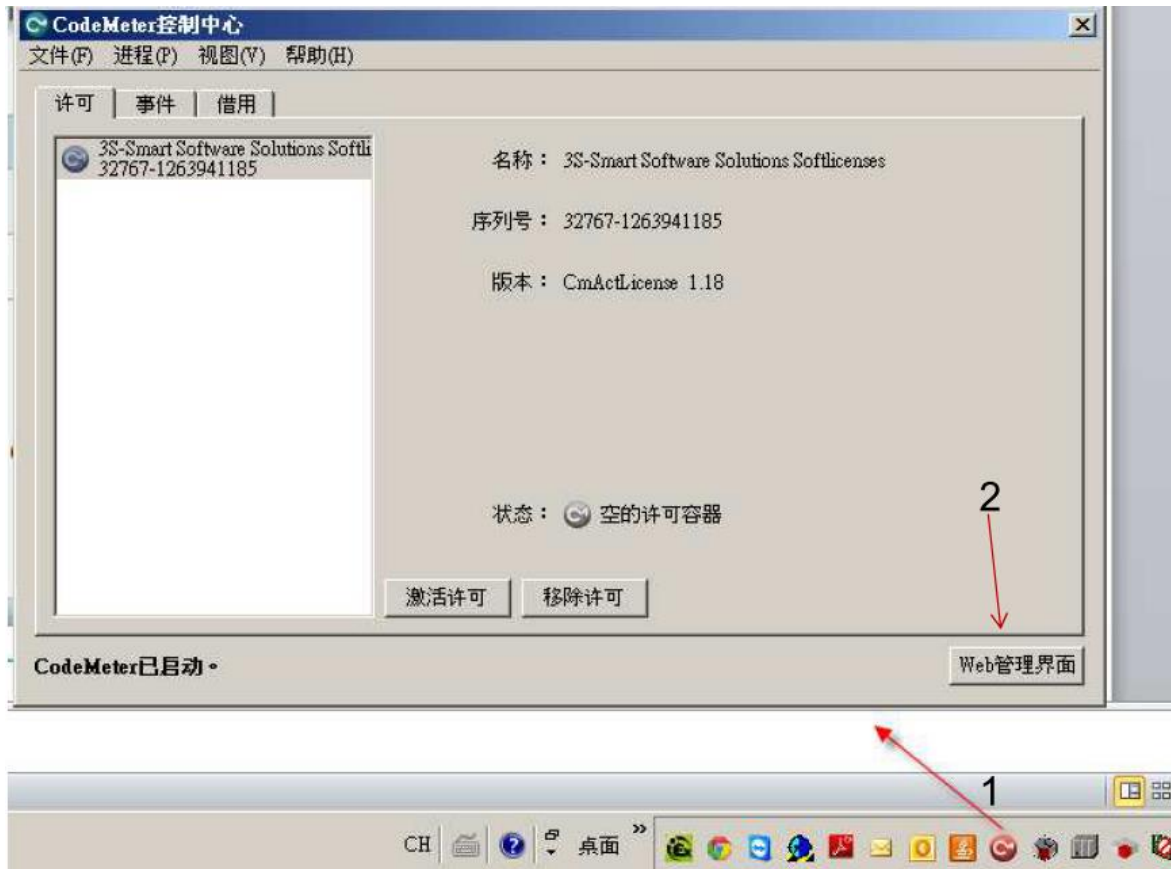 CodeMeter控制中心
文件(F) 进程(P) 视图(V) 帮助(H)
许可 事件 借用
3S-Smart Software Solutions Softli
32767-1263941185
名称： 3S-Smart Software Solutions Softlicenses
序列号： 32767-1263941185
版本： CmActLicense 1.18
状态： 空的许可容器
2
激活许可 移除许可
CodeMeter已启动。
Web管理界面
1
CH 桌面 »